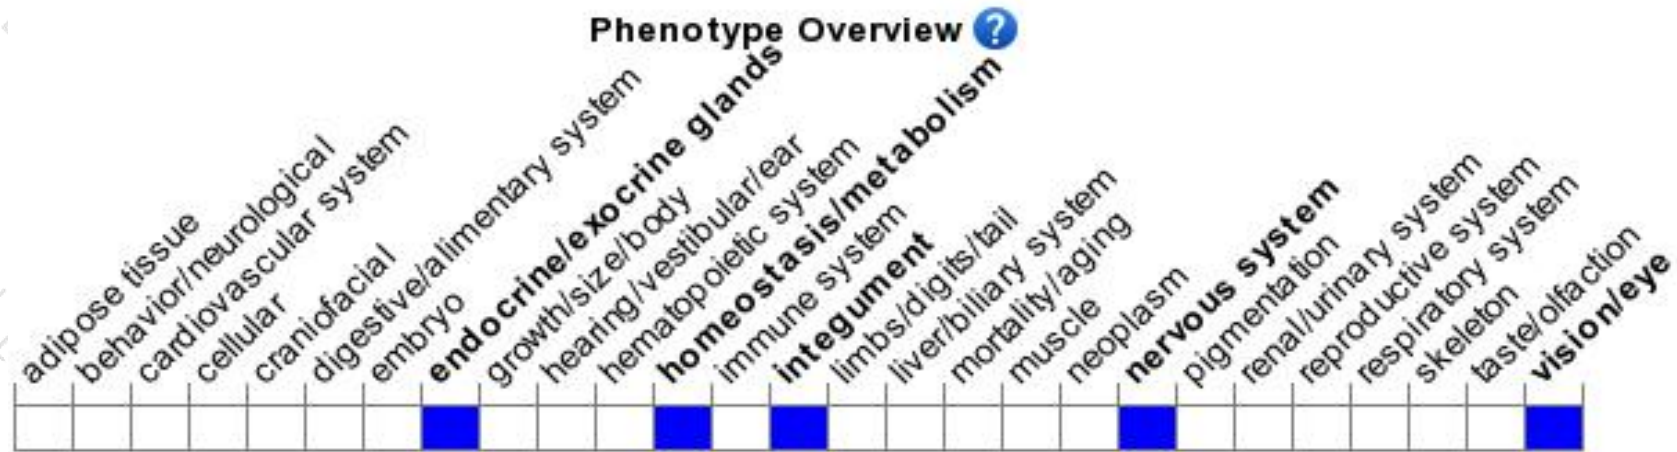 Phenotype Overview ?
adipose tissue
behavior/neurological
cardiovascular system
cellular
craniofacial
digestive/alimentary system
embryo
endocrine/exocrine glands
growth/size/body
hearing/vestibular/ear
hematopoietic system
homeostasis/metabolism
immune system
integument
limbs/digits/tail
liver/biliary system
mortality/aging
muscle
neoplasm
nervous system
pigmentation
renal/urinary system
reproductive system
respiratory system
skeleton
taste/olfaction
vision/eye